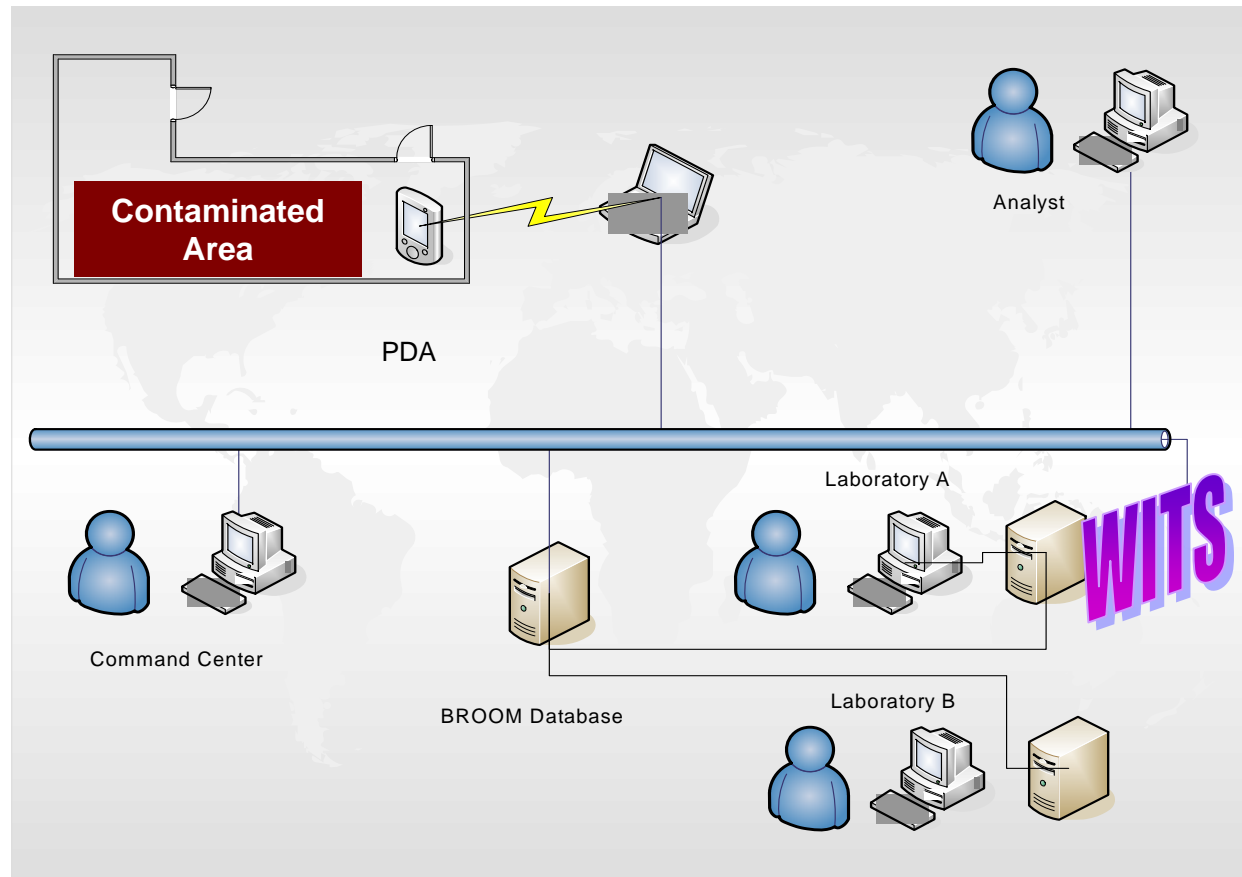 Contaminated
Area
Analyst
PDA
Laboratory A
WITS
Command Center
BROOM Database
Laboratory B